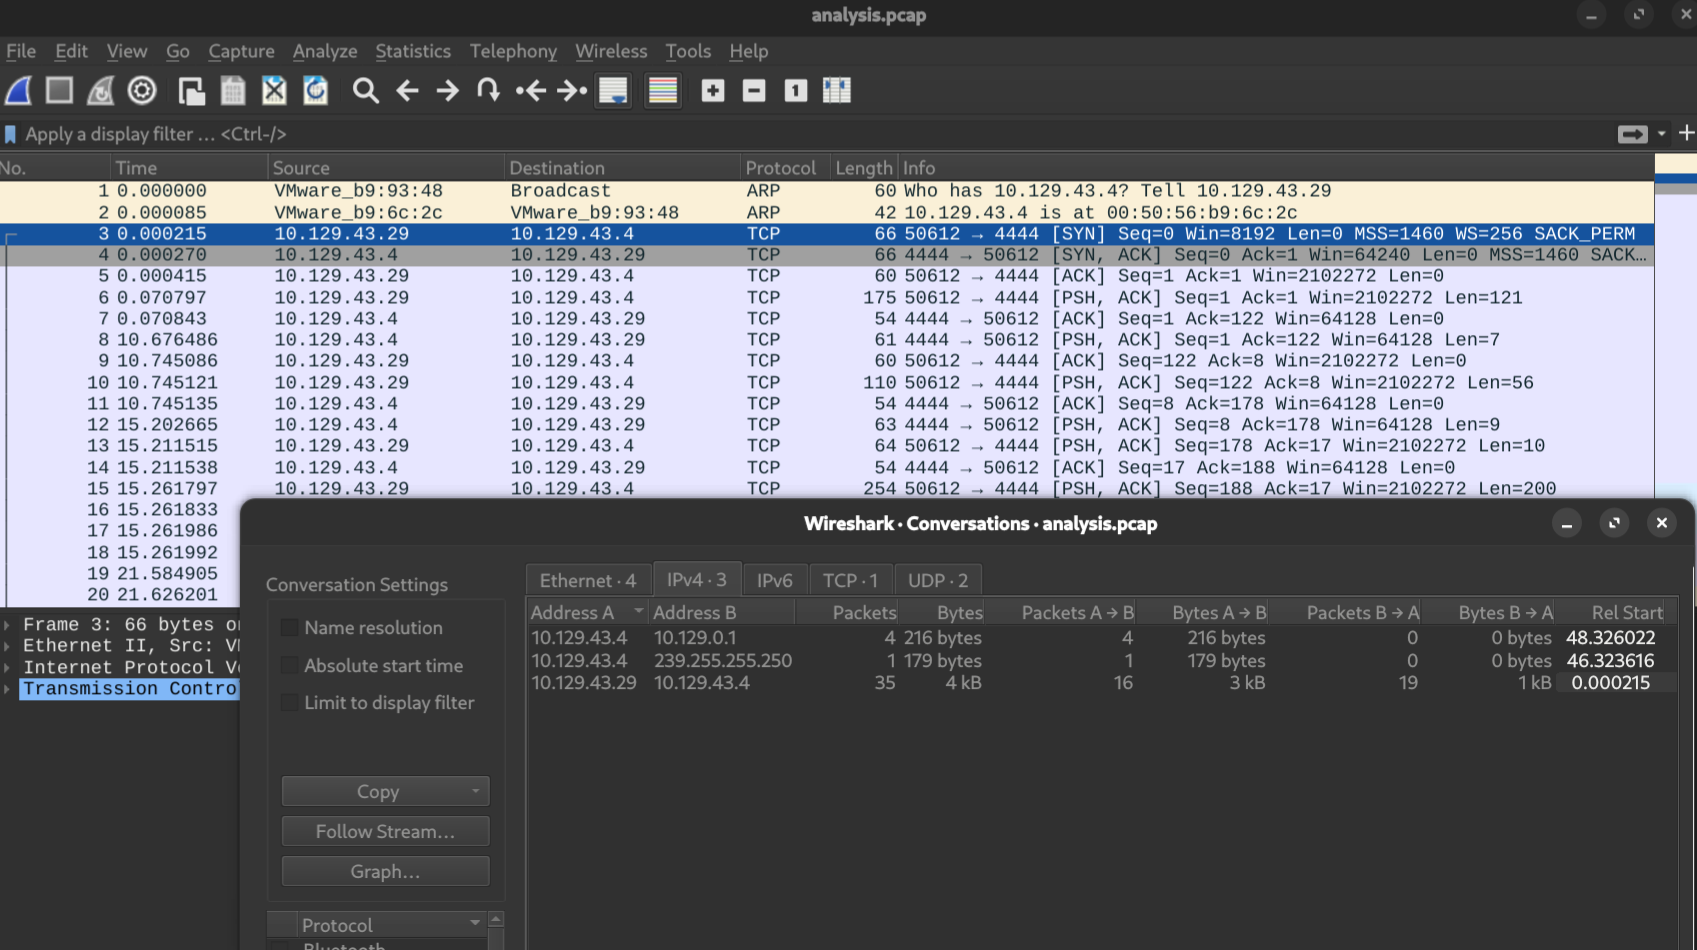 analysis.pcap
File Edit View Go Capture Analyze Statistics Telephony Wireless Tools Help
Apply a display filter … <Ctrl-/>
No. Time Source Destination Protocol Length Info
1 0.000000 VMware_b9:93:48 Broadcast ARP 60 Who has 10.129.43.4? Tell 10.129.43.29
2 0.000085 VMware_b9:6c:2c VMware_b9:93:48 ARP 42 10.129.43.4 is at 00:50:56:b9:6c:2c
3 0.000215 10.129.43.29 10.129.43.4 TCP 66 50612 → 4444 [SYN] Seq=0 Win=8192 Len=0 MSS=1460 WS=256 SACK_PERM
4 0.000270 10.129.43.4 10.129.43.29 TCP 66 4444 → 50612 [SYN, ACK] Seq=0 Ack=1 Win=64240 Len=0 MSS=1460 SACK…
5 0.000415 10.129.43.29 10.129.43.4 TCP 60 50612 → 4444 [ACK] Seq=1 Ack=1 Win=2102272 Len=0
6 0.070797 10.129.43.29 10.129.43.4 TCP 175 50612 → 4444 [PSH, ACK] Seq=1 Ack=1 Win=2102272 Len=121
7 0.070843 10.129.43.4 10.129.43.29 TCP 54 4444 → 50612 [ACK] Seq=1 Ack=122 Win=64128 Len=0
8 10.676486 10.129.43.4 10.129.43.29 TCP 61 4444 → 50612 [PSH, ACK] Seq=1 Ack=122 Win=64128 Len=7
9 10.745086 10.129.43.29 10.129.43.4 TCP 60 50612 → 4444 [ACK] Seq=122 Ack=8 Win=2102272 Len=0
10 10.745121 10.129.43.29 10.129.43.4 TCP 110 50612 → 4444 [PSH, ACK] Seq=122 Ack=8 Win=2102272 Len=56
11 10.745135 10.129.43.4 10.129.43.29 TCP 54 4444 → 50612 [ACK] Seq=8 Ack=178 Win=64128 Len=0
12 15.202665 10.129.43.4 10.129.43.29 TCP 63 4444 → 50612 [PSH, ACK] Seq=8 Ack=178 Win=64128 Len=9
13 15.211515 10.129.43.29 10.129.43.4 TCP 64 50612 → 4444 [PSH, ACK] Seq=178 Ack=17 Win=2102272 Len=10
14 15.211538 10.129.43.4 10.129.43.29 TCP 54 4444 → 50612 [ACK] Seq=17 Ack=188 Win=64128 Len=0
15 15.261797 10.129.43.29 10.129.43.4 TCP 254 50612 → 4444 [PSH, ACK] Seq=188 Ack=17 Win=2102272 Len=200
16 15.261833
17 15.261986
18 15.261992
19 21.584905
20 21.626201
Frame 3: 66 bytes o
Ethernet II, Src: V
Internet Protocol V
Transmission Contro
Wireshark · Conversations · analysis.pcap
Conversation Settings
Name resolution
Absolute start time
Limit to display filter
Copy
Follow Stream…
Graph…
Protocol
Bluetooth
Ethernet · 4 IPv4 · 3 IPv6 TCP · 1 UDP · 2
Address A Address B Packets Bytes Packets A → B Bytes A → B Packets B → A Bytes B → A Rel Start
10.129.43.4 10.129.0.1 4 216 bytes 4 216 bytes 0 0 bytes 48.326022
10.129.43.4 239.255.255.250 1 179 bytes 1 179 bytes 0 0 bytes 46.323616
10.129.43.29 10.129.43.4 35 4 kB 16 3 kB 19 1 kB 0.000215